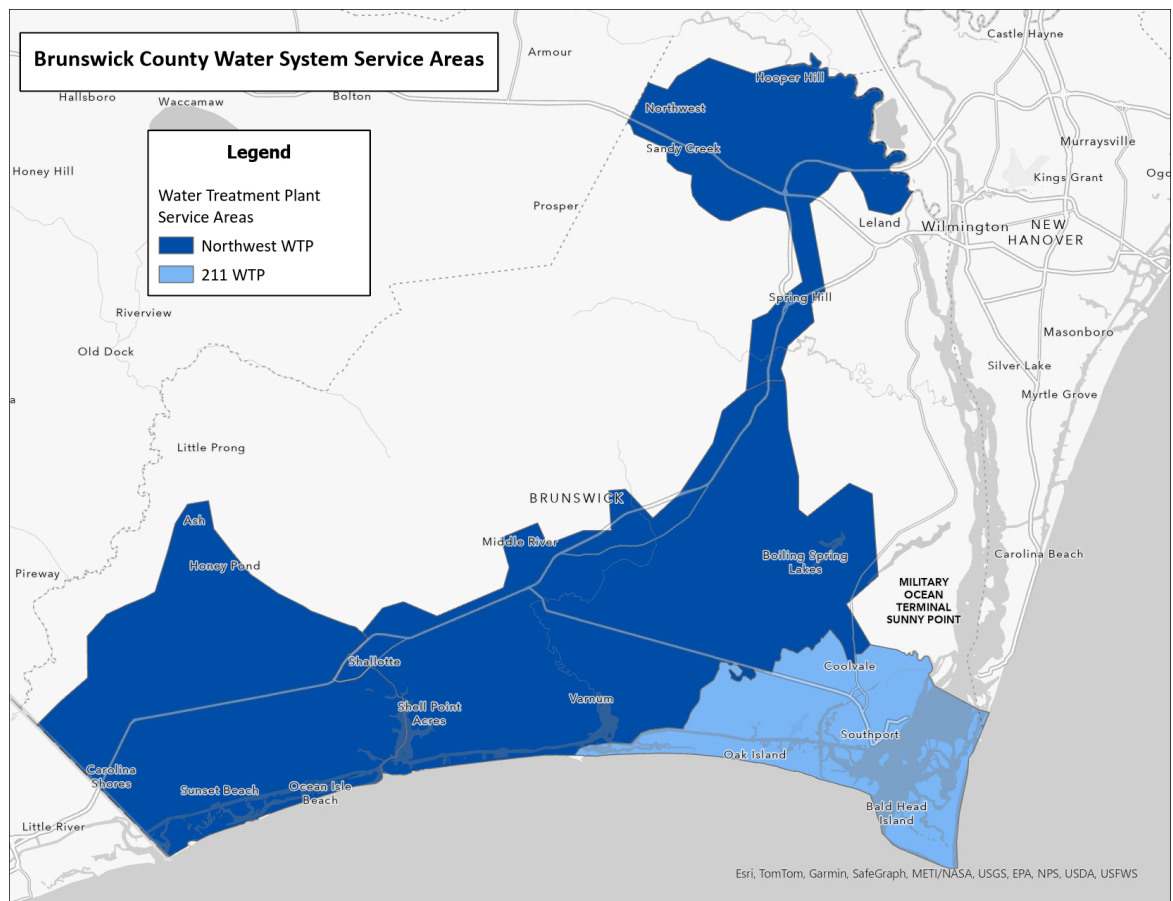 Brunswick County Water System Service Areas
Castle Hayne
Armour
Hooper Hill
Hallsboro
Waccamaw
Bolton
Northwest
Murraysville
Legend
Sandy Creek
Honey Hill
Kings Grant
Ogd
Water Treatment Plant
Service Areas
Prosper
Leland
Wilmington
NEW
HANOVER
Northwest WTP
211 WTP
Spring Hill
Riverview
Masonboro
Old Dock
Silver Lake
Myrtle Grove
a
Little Prong
BRUNSWICK
Ash
Middle River
Boiling Spring
Lakes
Carolina Beach
Honey Pond
Pireway
MILITARY
OCEAN
TERMINAL
SUNNY POINT
Shallotte
Coolvale
Varnum
Shell Point
Acres
Southport
Oak Island
Carolina
Shores
Sunset Beach
Ocean Isle
Beach
Bald Head
Island
Little River
Esri, TomTom, Garmin, SafeGraph, METI/NASA, USGS, EPA, NPS, USDA, USFWS